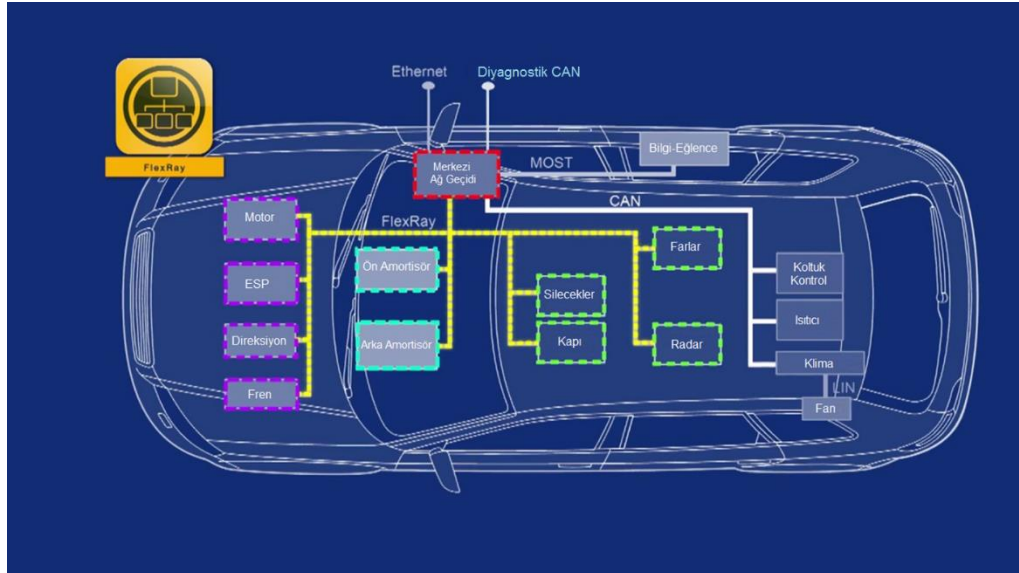 Ethernet
Diyagnostik CAN
FlexRay
Merkezi
Ağ Geçidi
MOST
Bilgi-Eğlence
CAN
Motor
FlexRay
Farlar
Ön Amortisör
Koltuk
Kontrol
ESP
Silecekler
Isıtıcı
Direksiyon
Arka Amortisör
Kapı
Radar
Klima
LIN
Fren
Fan